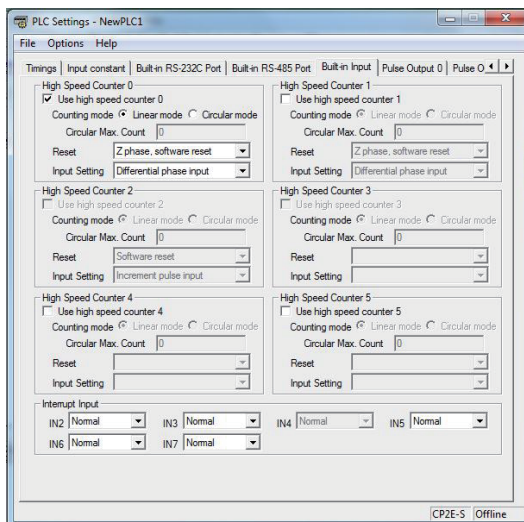 PLC Settings - NewPLC1
File Options Help
Timings Input constant Built-in RS-232C Port Built-in RS-485 Port Built-in Input Pulse Output 0 Pulse O
High Speed Counter 0
Use high speed counter 0
Counting mode Linear mode Circular mode
Circular Max. Count 0
Reset Z phase, software reset
Input Setting Differential phase input
High Speed Counter 1
Use high speed counter 1
Counting mode Linear mode Circular mode
Circular Max. Count 0
Reset Z phase, software reset
Input Setting Differential phase input
High Speed Counter 2
Use high speed counter 2
Counting mode Linear mode Circular mode
Circular Max. Count 0
Reset Software reset
Input Setting Increment pulse input
High Speed Counter 3
Use high speed counter 3
Counting mode Linear mode Circular mode
Circular Max. Count 0
Reset
Input Setting
High Speed Counter 4
Use high speed counter 4
Counting mode Linear mode Circular mode
Circular Max. Count 0
Reset
Input Setting
High Speed Counter 5
Use high speed counter 5
Counting mode Linear mode Circular mode
Circular Max. Count 0
Reset
Input Setting
Interrupt Input
IN2 Normal IN3 Normal IN4 Normal IN5 Normal
IN6 Normal IN7 Normal
CP2E-S Offline